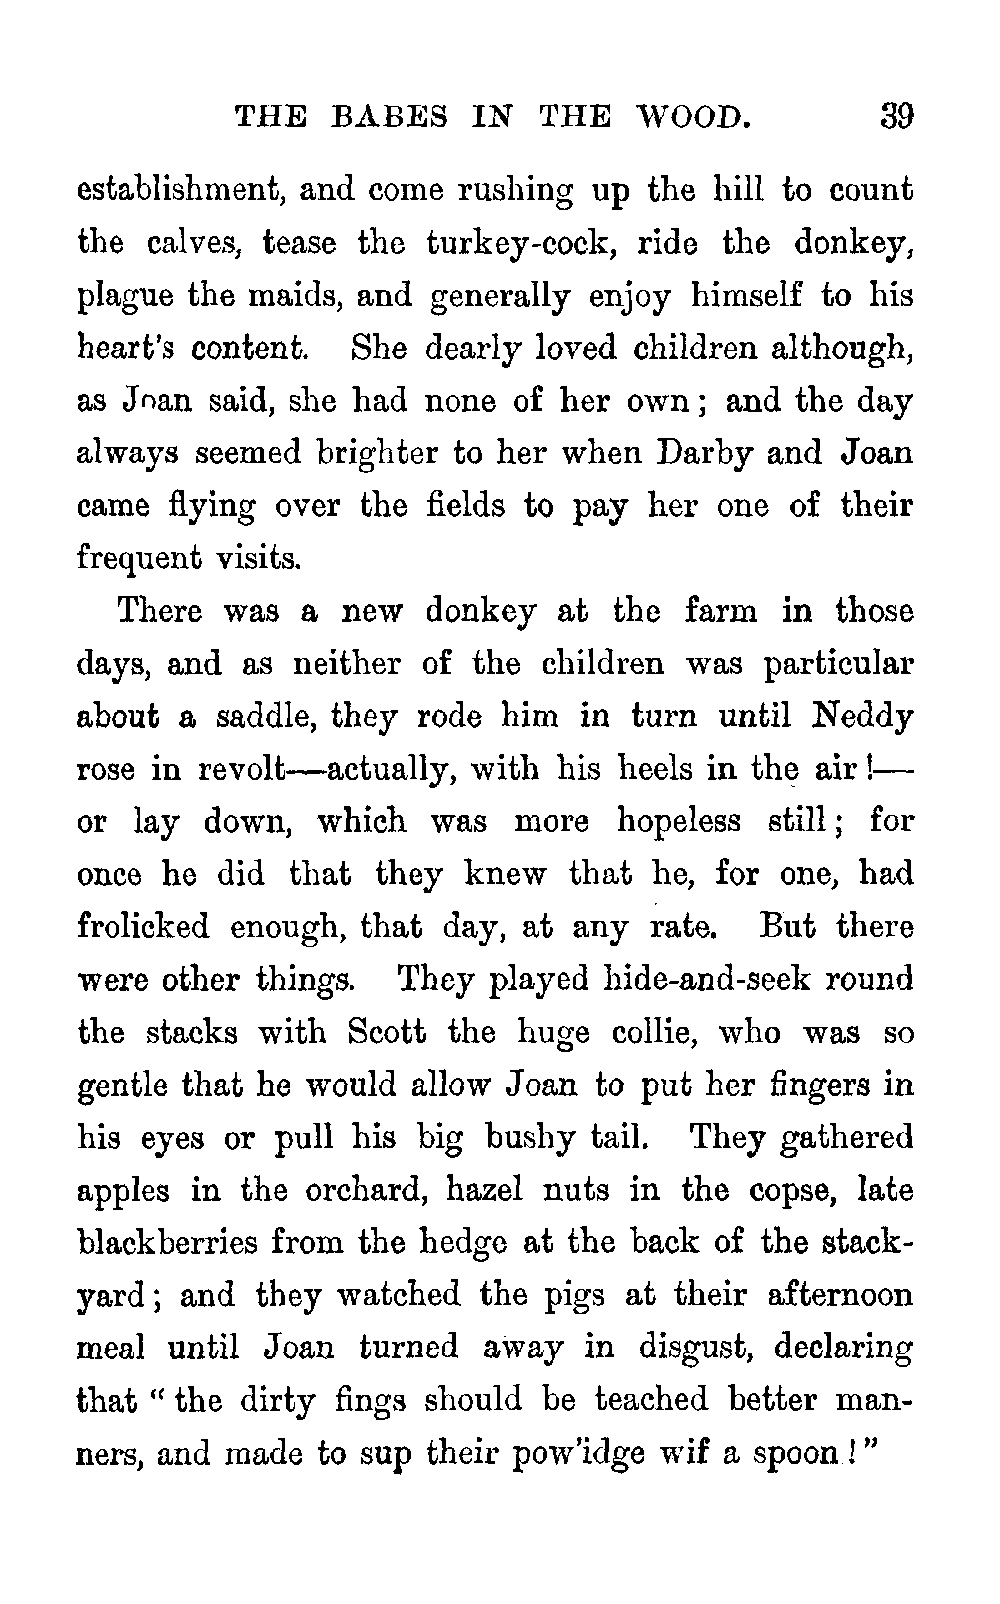 THE BABES IN THE WOOD. 39
establishment, and come rushing up the hill to count
the calves, tease the turkey-cock, ride the donkey,
plague the maids, and generally enjoy himself to his
heart's content. She dearly loved children although,
as Joan said, she had none of her own; and the day
always seemed brighter to her when Darby and Joan
came flying over the fields to pay her one of their
frequent visits.
There was a new donkey at the farm in those
days, and as neither of the children was particular
about a saddle, they rode him in turn until Neddy
rose in revolt—actually, with his heels in the air!—
or lay down, which was more hopeless still; for
once he did that they knew that he, for one, had
frolicked enough, that day, at any rate. But there
were other things. They played hide-and-seek round
the stacks with Scott the huge collie, who was so
gentle that he would allow Joan to put her fingers in
his eyes or pull his big bushy tail. They gathered
apples in the orchard, hazel nuts in the copse, late
blackberries from the hedge at the back of the stack-
yard; and they watched the pigs at their afternoon
meal until Joan turned away in disgust, declaring
that "the dirty fings should be teached better man-
ners, and made to sup their pow'idge wif a spoon!"